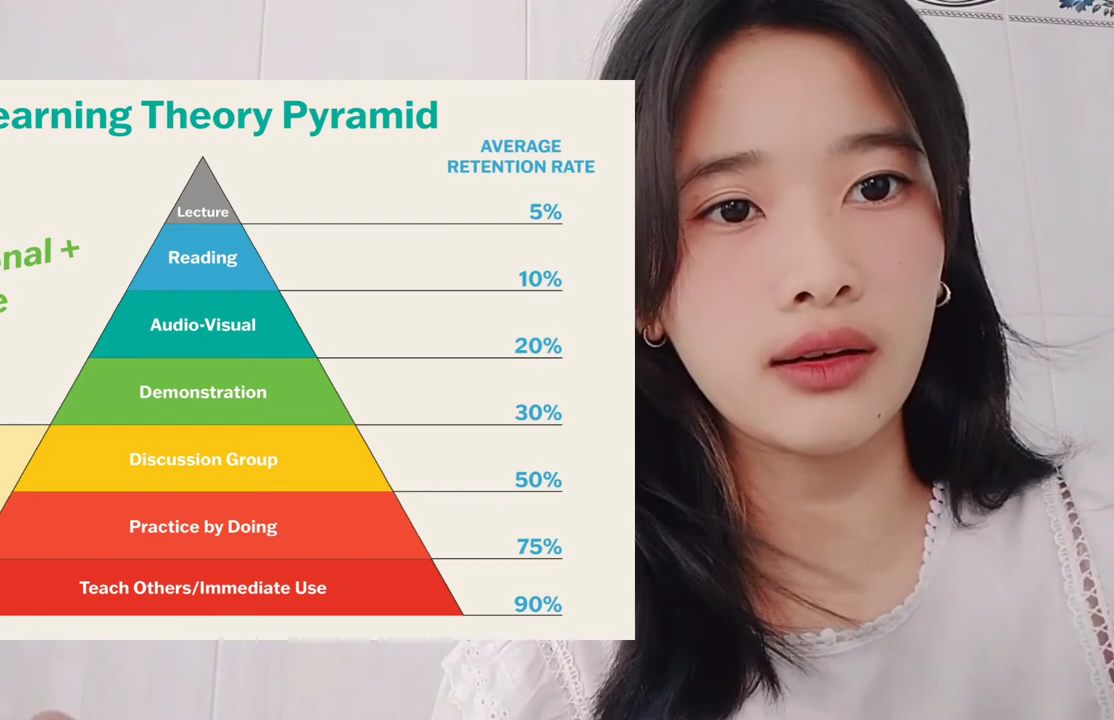 earning Theory Pyramid
AVERAGE
RETENTION RATE
Lecture
5%
nal +
e
Reading
10%
Audio-Visual
20%
Demonstration
30%
Discussion Group
50%
Practice by Doing
75%
Teach Others/Immediate Use
90%